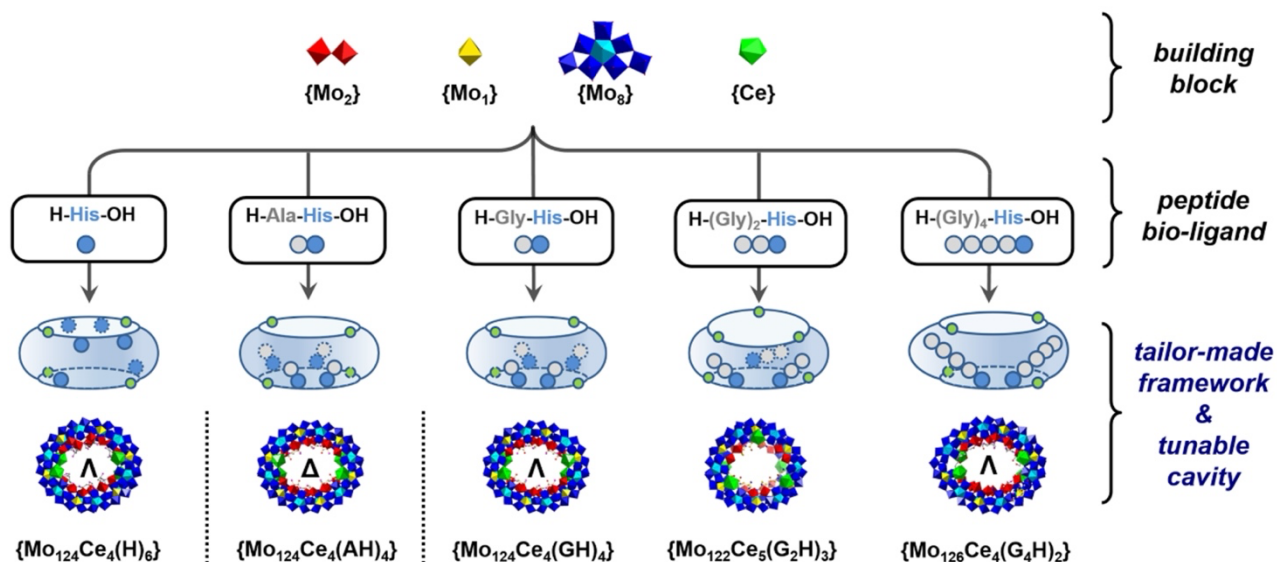 {Mo₂} {Mo₁} {Mo₈} {Ce}
building
block
H-His-OH H-Ala-His-OH H-Gly-His-OH H-(Gly)₂-His-OH H-(Gly)₄-His-OH
peptide
bio-ligand
tailor-made
framework
&
tunable
cavity
Λ Δ Λ Λ
{Mo₁₂₄Ce₄(H)₆} {Mo₁₂₄Ce₄(AH)₄} {Mo₁₂₄Ce₄(GH)₄} {Mo₁₂₂Ce₅(G₂H)₃} {Mo₁₂₆Ce₄(G₄H)₂}